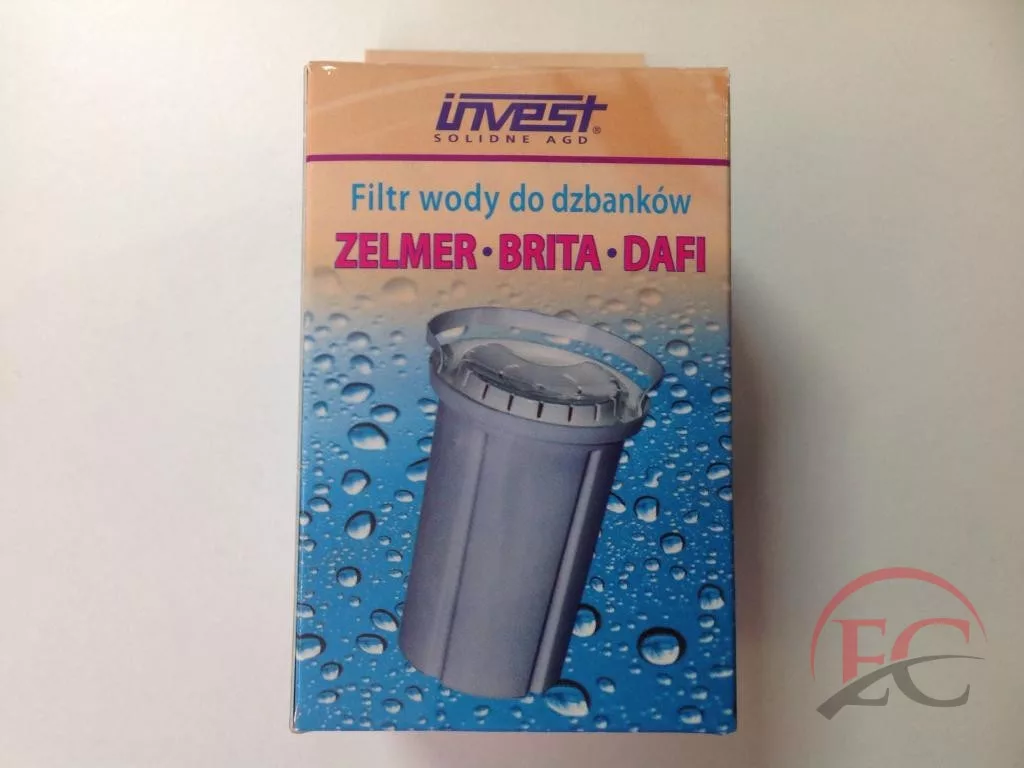 invest®
SOLIDNE AGD
Filtr wody do dzbanków
ZELMER • BRITA • DAFI
EC